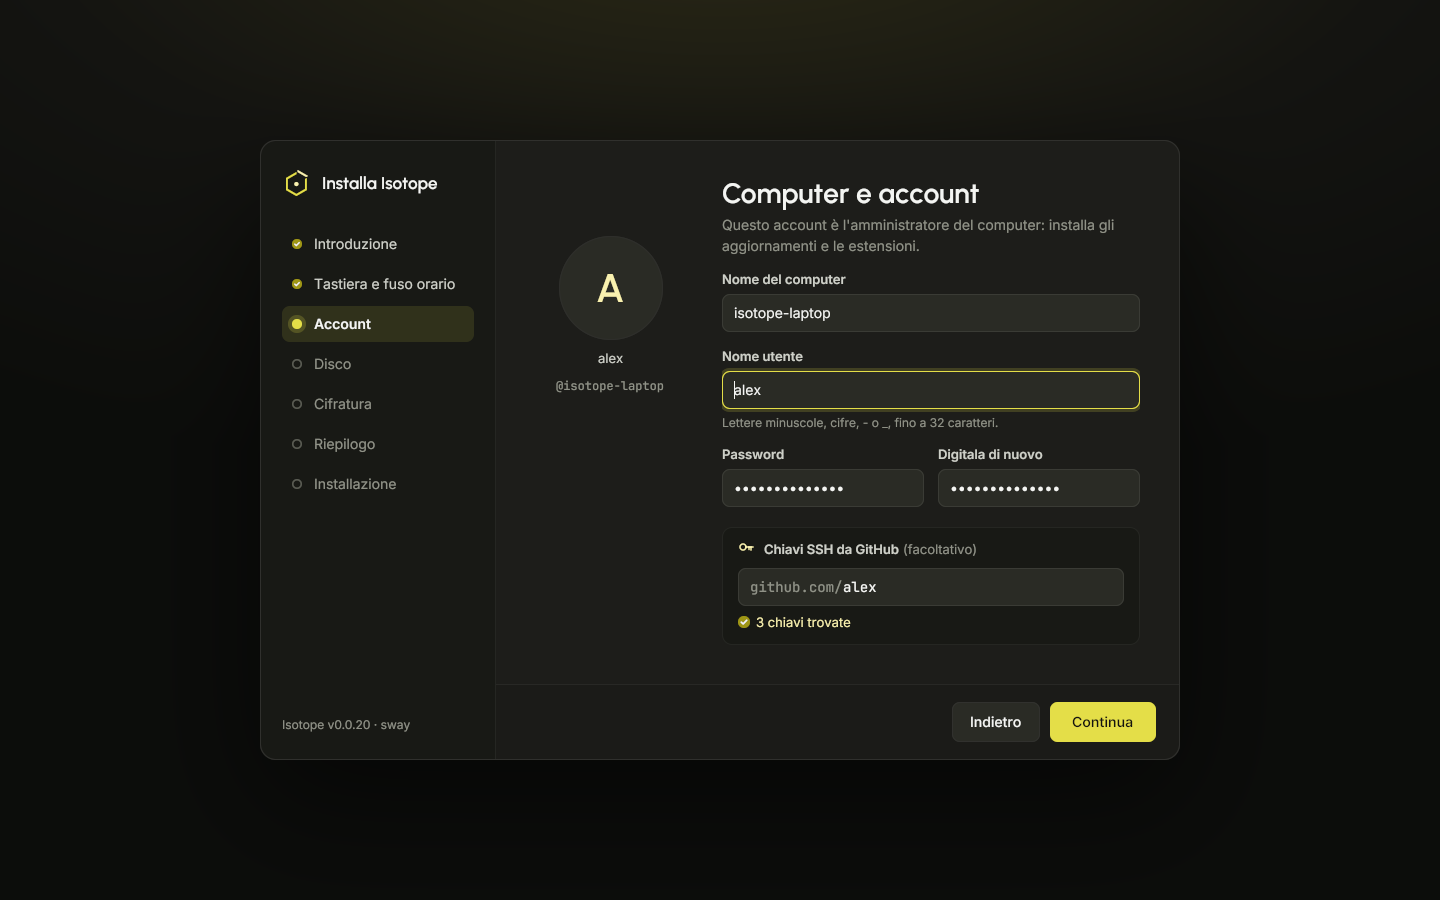 Installa Isotope
Introduzione
Tastiera e fuso orario
Account
Disco
Cifratura
Riepilogo
Installazione
Isotope v0.0.20 · sway
A
alex
@isotope-laptop
Computer e account
Questo account è l'amministratore del computer: installa gli
aggiornamenti e le estensioni.
Nome del computer
isotope-laptop
Nome utente
alex
Lettere minuscole, cifre, - o _, fino a 32 caratteri.
Password
Digitala di nuovo
••••••••••••••
••••••••••••••
Chiavi SSH da GitHub (facoltativo)
github.com/alex
3 chiavi trovate
Indietro
Continua